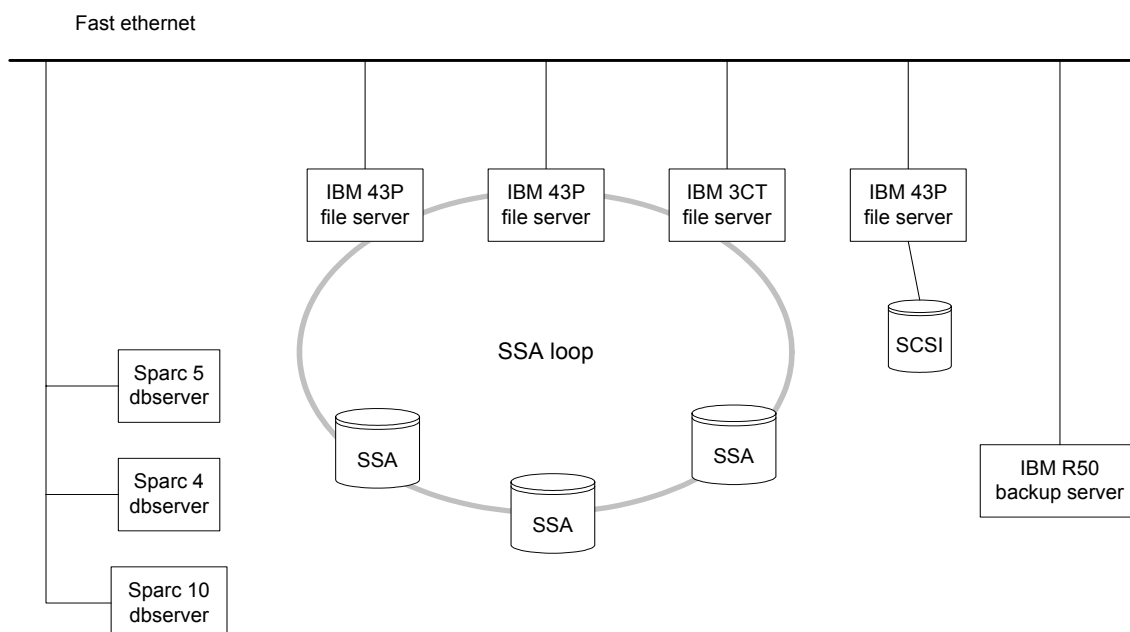 Fast ethernet
IBM 43P
file server
IBM 43P
file server
IBM 3CT
file server
IBM 43P
file server
SSA loop
SCSI
Sparc 5
dbserver
SSA
SSA
SSA
IBM R50
backup server
Sparc 4
dbserver
Sparc 10
dbserver